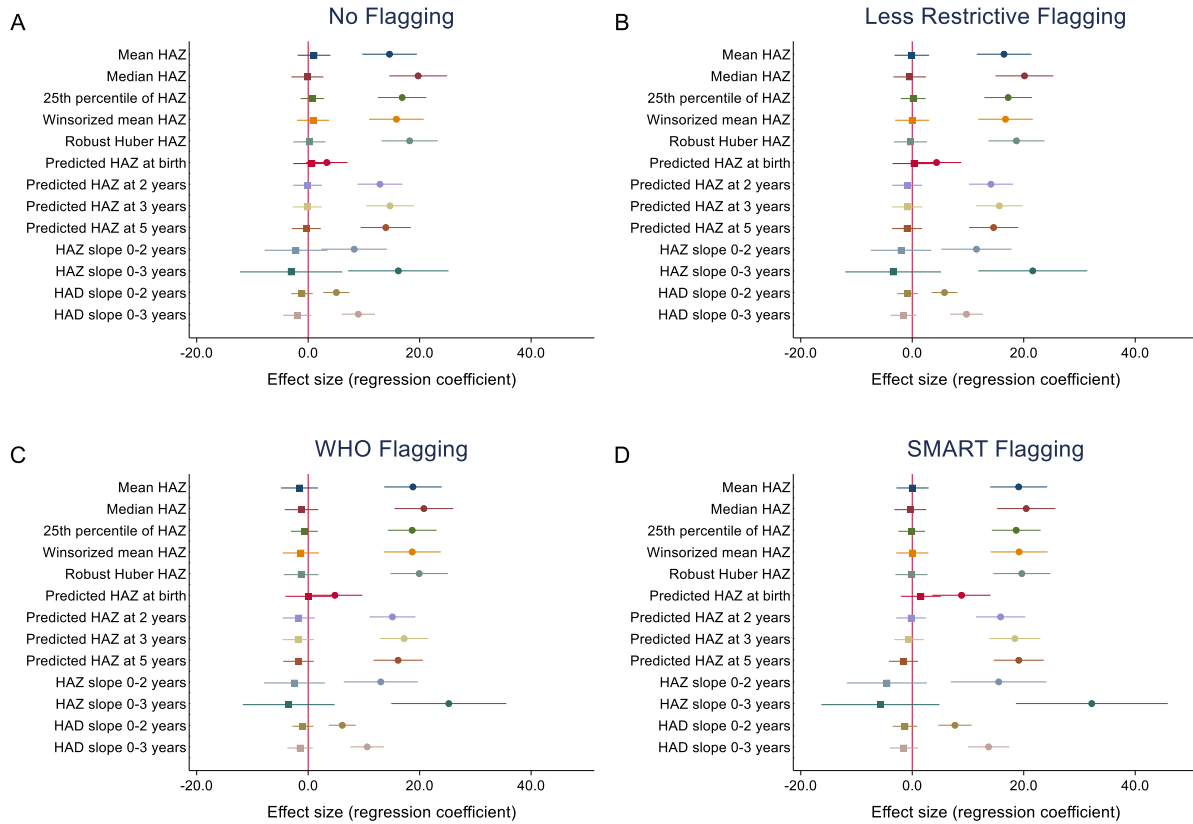 A
No Flagging
Mean HAZ
Median HAZ
25th percentile of HAZ
Winsorized mean HAZ
Robust Huber HAZ
Predicted HAZ at birth
Predicted HAZ at 2 years
Predicted HAZ at 3 years
Predicted HAZ at 5 years
HAZ slope 0-2 years
HAZ slope 0-3 years
HAD slope 0-2 years
HAD slope 0-3 years
-20.0 0.0 20.0 40.0
Effect size (regression coefficient)
B
Less Restrictive Flagging
Mean HAZ
Median HAZ
25th percentile of HAZ
Winsorized mean HAZ
Robust Huber HAZ
Predicted HAZ at birth
Predicted HAZ at 2 years
Predicted HAZ at 3 years
Predicted HAZ at 5 years
HAZ slope 0-2 years
HAZ slope 0-3 years
HAD slope 0-2 years
HAD slope 0-3 years
-20.0 0.0 20.0 40.0
Effect size (regression coefficient)
C
WHO Flagging
Mean HAZ
Median HAZ
25th percentile of HAZ
Winsorized mean HAZ
Robust Huber HAZ
Predicted HAZ at birth
Predicted HAZ at 2 years
Predicted HAZ at 3 years
Predicted HAZ at 5 years
HAZ slope 0-2 years
HAZ slope 0-3 years
HAD slope 0-2 years
HAD slope 0-3 years
-20.0 0.0 20.0 40.0
Effect size (regression coefficient)
D
SMART Flagging
Mean HAZ
Median HAZ
25th percentile of HAZ
Winsorized mean HAZ
Robust Huber HAZ
Predicted HAZ at birth
Predicted HAZ at 2 years
Predicted HAZ at 3 years
Predicted HAZ at 5 years
HAZ slope 0-2 years
HAZ slope 0-3 years
HAD slope 0-2 years
HAD slope 0-3 years
-20.0 0.0 20.0 40.0
Effect size (regression coefficient)